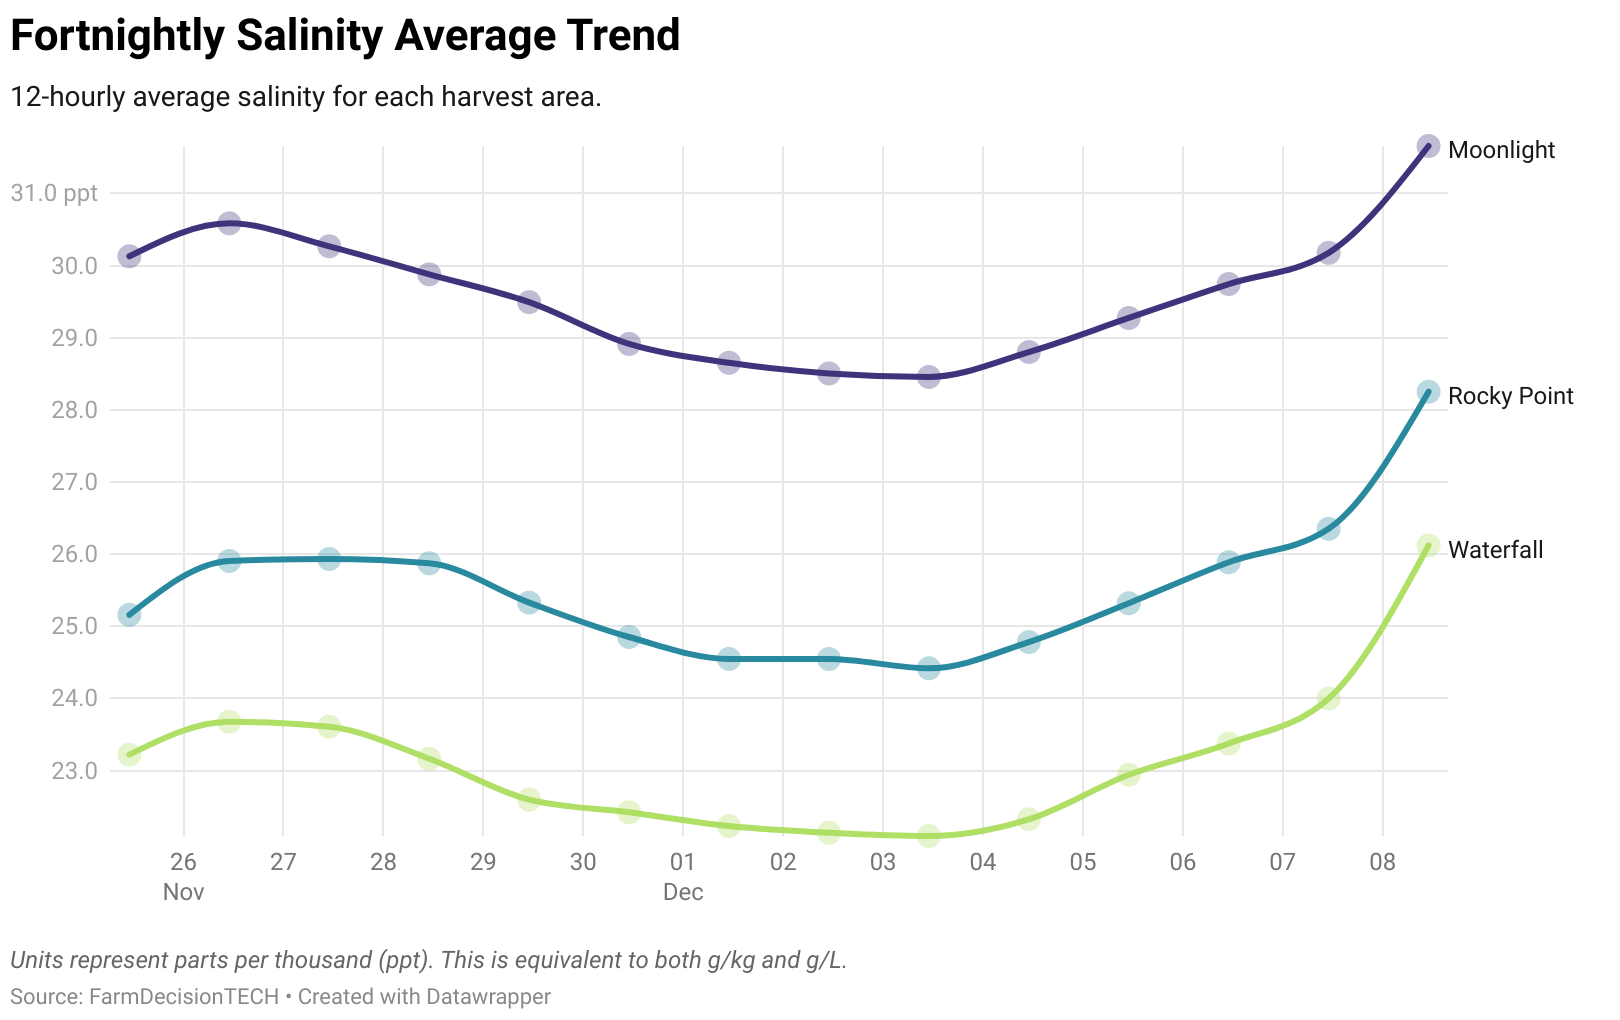 Fortnightly Salinity Average Trend
12-hourly average salinity for each harvest area.
Moonlight
31.0 ppt
30.0
29.0
Rocky Point
28.0
27.0
26.0
Waterfall
25.0
24.0
23.0
26 27 28 29 30 01 02 03 04 05 06 07 08
Nov Dec
Units represent parts per thousand (ppt). This is equivalent to both g/kg and g/L.
Source: FarmDecisionTECH • Created with Datawrapper